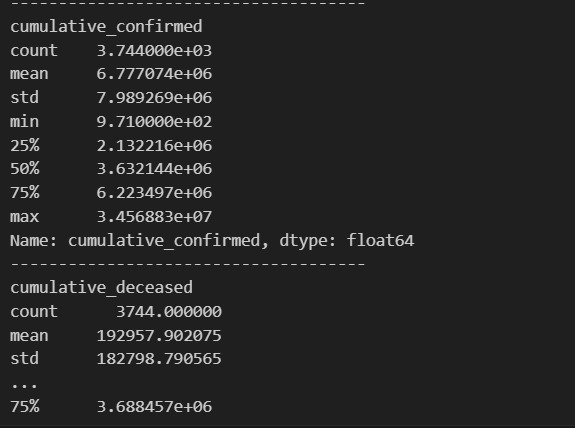 -------------------------------------
cumulative_confirmed
count    3.744000e+03
mean     6.777074e+06
std      7.989269e+06
min      9.710000e+02
25%      2.132216e+06
50%      3.632144e+06
75%      6.223497e+06
max      3.456883e+07
Name: cumulative_confirmed, dtype: float64
-------------------------------------
cumulative_deceased
count      3744.000000
mean     192957.902075
std      182798.790565
...
75%      3.688457e+06